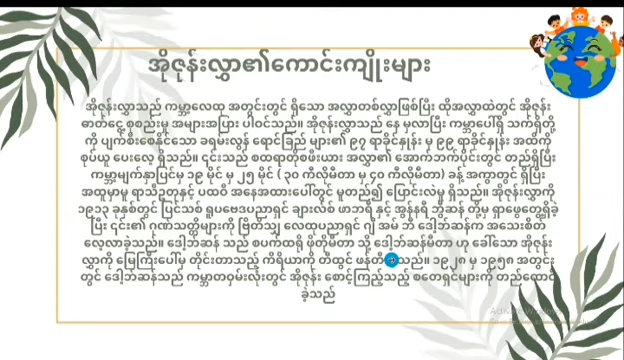 အိုဇုန်းလွှာ၏ကောင်းကျိုးများ
အိုဇုန်းလွှာသည် ကမ္ဘာ့လေထု အတွင်းတွင် ရှိသော အလွှာတစ်လွှာဖြစ်ပြီး ထိုအလွှာထဲတွင် အိုဇုန်း
ဓာတ်ငွေ့ စုစည်းမှု အများအပြား ပါဝင်သည်။ အိုဇုန်းလွှာသည် နေ မှလာပြီး ကမ္ဘာပေါ်ရှိ သက်ရှိတို့
ကို ပျက်စီးစေနိုင်သော ခရမ်းလွန် ရောင်ခြည် များ၏ ၉၇ ရာခိုင်နှုန်း မှ ၉၉ ရာခိုင်နှုန်း အထိကို
စုပ်ယူ ပေးလေ့ ရှိသည်။ ၎င်းသည် စထရာတိုစဖီးယား အလွှာ၏ အောက်ဘက်ပိုင်းတွင် တည်ရှိပြီး
ကမ္ဘာ့မျက်နှာပြင်မှ ၁၉ မိုင် မှ ၂၅ မိုင် ( ၃၀ ကီလိုမီတာ မှ ၄၀ ကီလိုမီတာ) ခန့် အကွာတွင် ရှိပြီး
အထူမှာမူ ရာသီဥတုနှင့် ပထဝီ အနေအထားပေါ်တွင် မူတည်၍ ပြောင်းလဲမှု ရှိသည်။ အိုဇုန်းလွှာကို
၁၉၁၃ ခုနှစ်တွင် ပြင်သစ် ရူပဗေဒပညာရှင် ချားလ်စ် ဖာဘရီ နှင့် အွန်နရီ ဘွိဆန် တို့မှ ရှာဖွေတွေ့ရှိခဲ့
ပြီး ၎င်း၏ ဂုဏ်သတ္တိများကို ဗြိတိသျှ လေထုပညာရှင် ဂျီ အမ် ဘီ ဒေါ့ဘ်ဆန်က အသေးစိတ်
လေ့လာခဲ့သည်။ ဒေါ့ဘ်ဆန် သည် စပက်ထရို ဖိုတိုမီတာ သို့ ဒေါ့ဘ်ဆန်မီတာ ဟု ခေါ်သော အိုဇုန်း
လွှာကို မြေကြီးပေါ်မှ တိုင်းတာသည့် ကိရိယာကို တီထွင် ဖန်တီးခဲ့သည်။ ၁၉၂၈ မှ ၁၉၅၈ အတွင်း
တွင် ဒေါ့ဘ်ဆန်သည် ကမ္ဘာတဝှမ်းလုံးတွင် အိုဇုန်း စောင့်ကြည့်သည့် စတေရှင်များကို တည်ထောင်
ခဲ့သည်